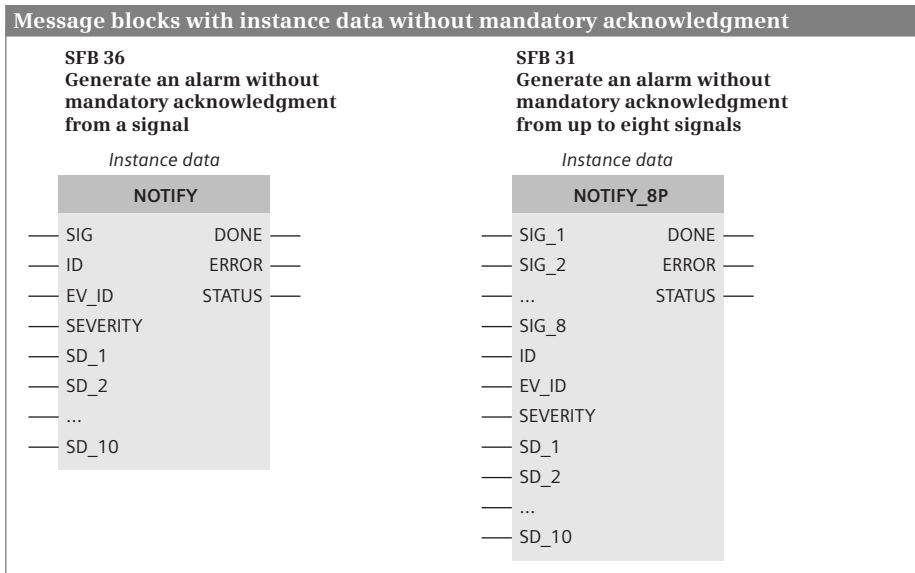 Message blocks with instance data without mandatory acknowledgment
SFB 36
Generate an alarm without
mandatory acknowledgment
from a signal
Instance data
NOTIFY
SIG DONE
ID ERROR
EV_ID STATUS
SEVERITY
SD_1
SD_2
...
SD_10
SFB 31
Generate an alarm without
mandatory acknowledgment
from up to eight signals
Instance data
NOTIFY_8P
SIG_1 DONE
SIG_2 ERROR
... STATUS
SIG_8
ID
EV_ID
SEVERITY
SD_1
SD_2
...
SD_10